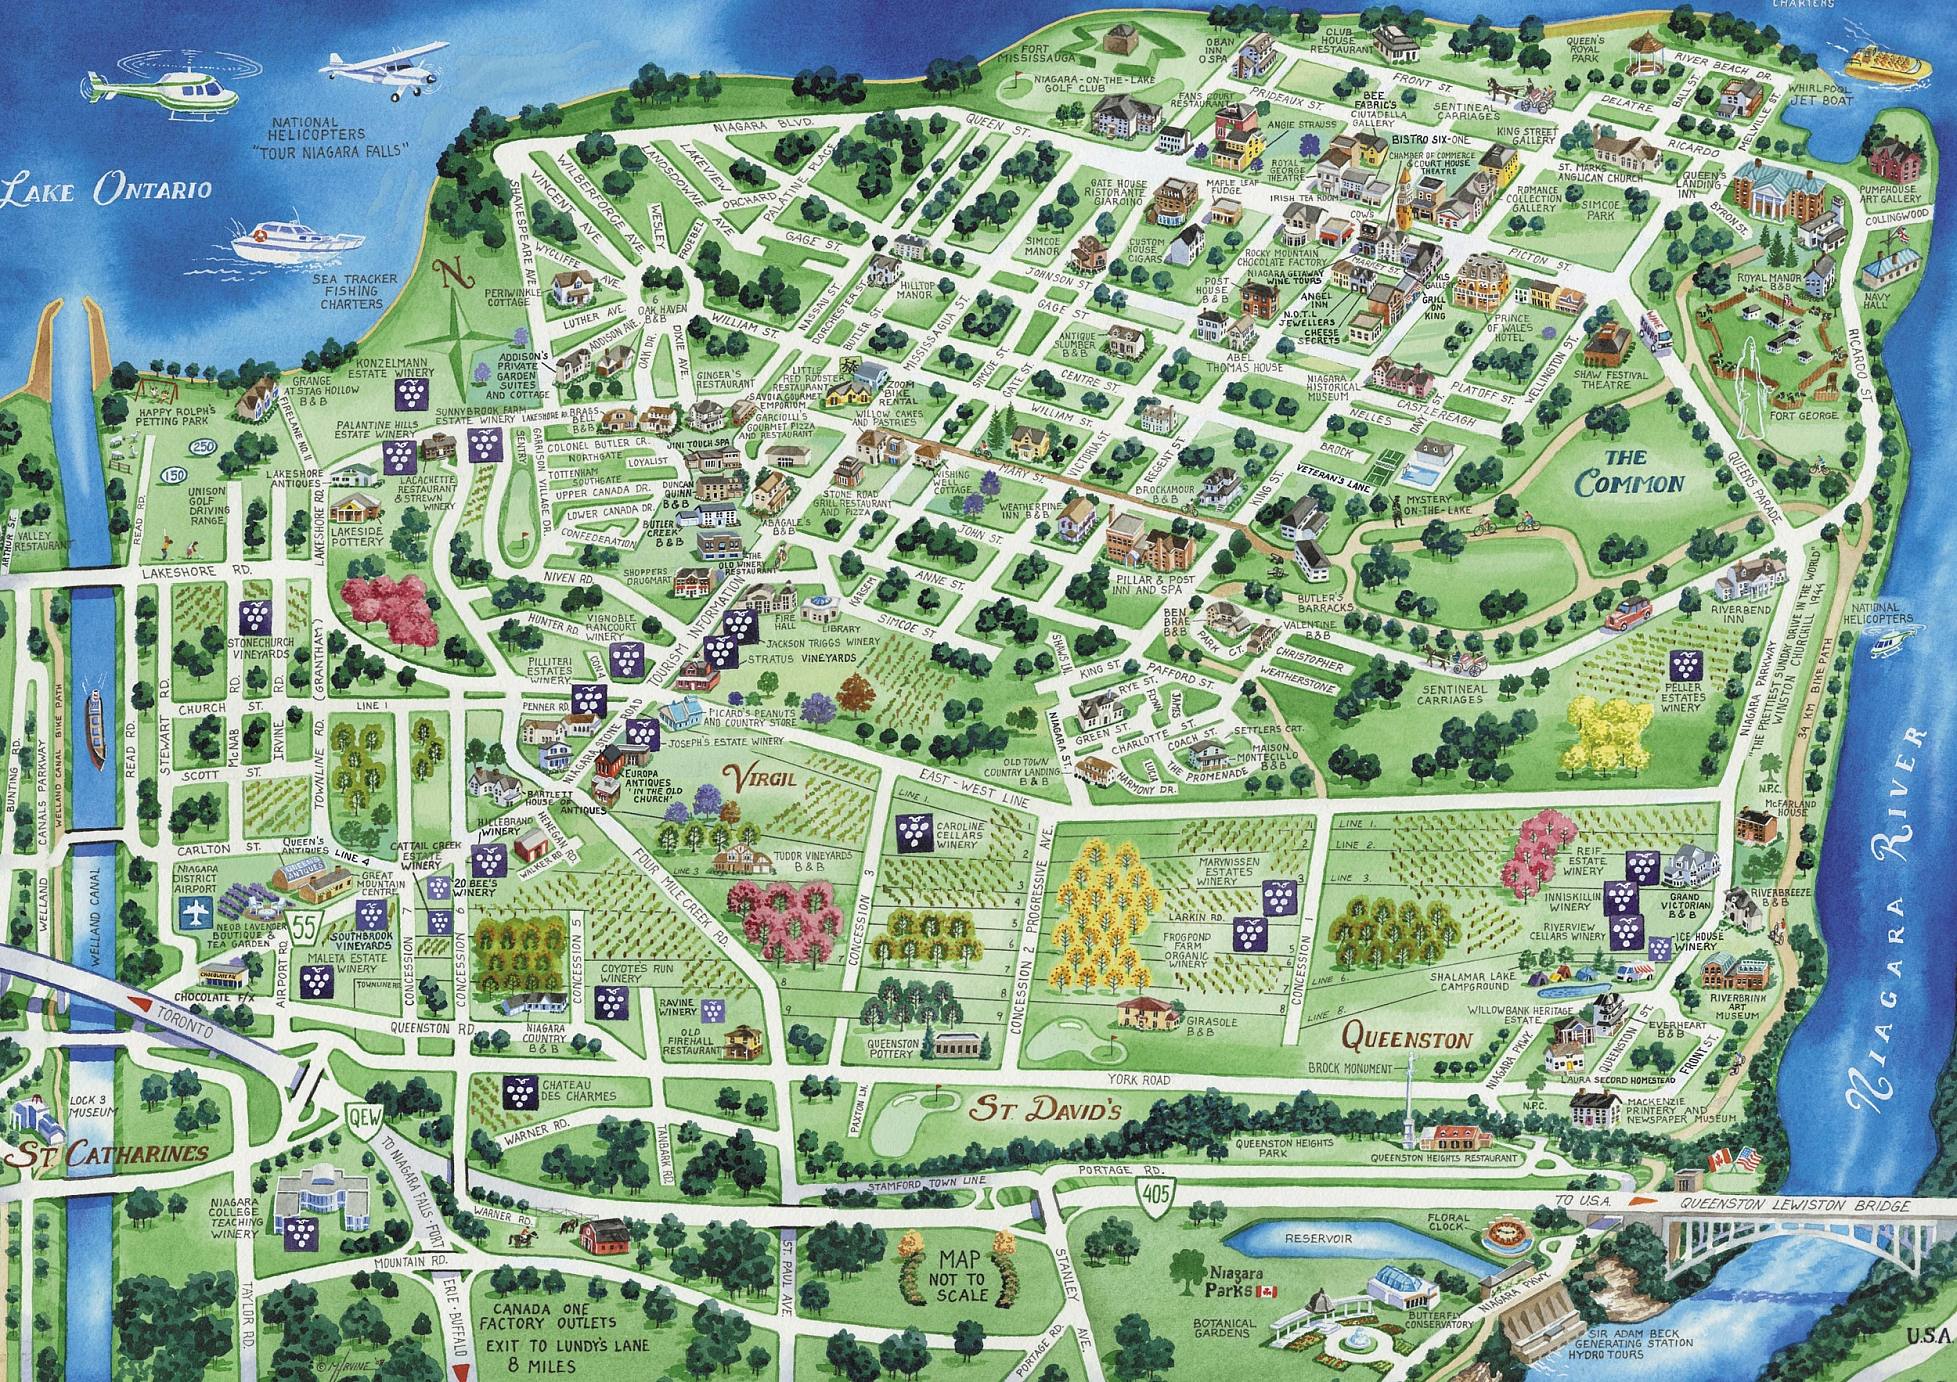 CHARTERS
FORT
MISSISSAUGA
OBAN
INN
O SPA
CLUB
HOUSE
RESTAURANT
QUEEN'S
ROYAL
PARK
RIVER BEACH DR.
NIAGARA-ON-THE-LAKE
GOLF CLUB
FRONT ST.
PRIDEAUX ST.
DELATRE
BALL ST.
MELVILLE ST.
WHIRLPOOL
JET BOAT
NATIONAL
HELICOPTERS
"TOUR NIAGARA FALLS"
NIAGARA BLVD.
QUEEN ST.
FANS COURT
RESTAURANT
BEE
FABRIC'S
CIUTADELLA
GALLERY
SENTINEAL
CARRIAGES
ANGIE STRAUSS
BISTRO SIX-ONE
KING STREET
GALLERY
RICARDO
LAKE ONTARIO
SHAKESPEARE AVE.
VINCENT AVE
WILBERFORCE AVE
LANSDOWNE AVE
LAKEVIEW
ORCHARD
PALATINE PLACE
WESLEY
FROEBEL
WYCLIFFE AVE.
ROYAL
GEORGE
THEATRE
CHAMBER OF COMMERCE
COURT HOUSE
THEATRE
ST. MARKS
ANGLICAN CHURCH
QUEEN'S
LANDING
INN
BYRON ST.
PUMPHOUSE
ART GALLERY
COLLINGWOOD
GATE HOUSE
RISTORANTE
GIARDINO
MAPLE LEAF
FUDGE
IRISH TEA ROOM
COWS
ROMANCE
COLLECTION
GALLERY
SIMCOE
PARK
SIMCOE
MANOR
CUSTOM
HOUSE
CIGARS
ROCKY MOUNTAIN
CHOCOLATE FACTORY
NIAGARA GETAWAY
WINE TOURS
MARKET ST.
PICTON ST.
ROYAL MANOR
B&B
NAVY
HALL
SEA TRACKER
FISHING
CHARTERS
N
PERIWINKLE
COTTAGE
GAGE ST.
JOHNSON ST.
GAGE ST.
HILLTOP
MANOR
NASSAU ST.
DORCHESTER ST.
BUTLER ST.
MISSISSAGUA ST.
SIMCOE ST.
GATE ST.
POST
HOUSE
B&B
ANGEL
INN
N.O.T.L
JEWELLERS
CHEESE
SECRETS
KLS
GALLERY
GRILL
ON
KING
PRINCE
OF WALES
HOTEL
WELLINGTON ST.
WINE
SHAW FESTIVAL
THEATRE
FORT GEORGE
RICARDO ST.
LUTHER AVE.
ADDISON AVE.
6
OAK HAVEN
B&B
OAK DR.
DIXIE AVE.
WILLIAM ST.
ANTIQUE
SLUMBER
B&B
ABEL
THOMAS HOUSE
CENTRE ST.
NIAGARA
HISTORICAL
MUSEUM
PLATOFF ST.
CASTLEREAGH
DAVY ST.
NELLES
BROCK
VETERAN'S LANE
KONZELMANN
ESTATE WINERY
ADDISON'S
PRIVATE
GARDEN
SUITES
AND COTTAGE
GINGER'S
RESTAURANT
LITTLE
RED ROOSTER
RESTAURANT
SAVOIA GOURMET
EMPORIUM
GARCIOLLI'S
GOURMET PIZZA
AND RESTAURANT
ZOOM
BIKE
RENTAL
WILLOW CAKES
AND PASTRIES
WILLIAM ST.
VICTORIA ST.
REGENT ST.
KING ST.
HAPPY ROLPH'S
PETTING PARK
GRANGE
AT STAG HOLLOW
B&B
FIRELANE NO. 11
SUNNYBROOK FARM
ESTATE WINERY
LAKESHORE RD.
BRASS
BELL
B&B
PALANTINE HILLS
ESTATE WINERY
LACACHETTE
RESTAURANT
& STREWN
WINERY
SENTRY
GARRISON VILLAGE DR.
COLONEL BUTLER CR.
NORTHGATE
LOYALIST
TOTTENHAM
SOUTHGATE
UPPER CANADA DR.
LOWER CANADA DR.
CONFEDERATION
JINI TOUCH SPA
DUNCAN
QUINN
B&B
BUTLER
CREEK
B&B
ABAGALE'S
B&B
STONE ROAD
GRILL RESTAURANT
AND PIZZA
WISHING
WELL
COTTAGE
MARY ST.
WEATHERPINE
INN B&B
BROCKAMOUR
B&B
MYSTERY
ON-THE-LAKE
THE
COMMON
QUEEN'S PARADE
250
150
UNISON
GOLF
DRIVING
RANGE
LAKESHORE
ANTIQUES
LAKESIDE
POTTERY
LAKESHORE RD.
READ RD.
ARTHUR ST.
VALLEY
RESTAURANT
LAKESHORE RD.
NIVEN RD.
SHOPPERS
DRUGMART
THE
OLD WINERY
RESTAURANT
JOHN ST.
ANNE ST.
KARSEM
SIMCOE ST.
FIRE
HALL
LIBRARY
PILLAR & POST
INN AND SPA
BUTLER'S
BARRACKS
BEN
BRAE
B&B
VALENTINE
B&B
PARK CT.
CHRISTOPHER
WEATHERSTONE
RIVERBEND
INN
NATIONAL
HELICOPTERS
STONECHURCH
VINEYARDS
HUNTER RD.
VIGNOBLE
RANCOURT
WINERY
TOURISM INFORMATION
JACKSON TRIGGS WINERY
STRATUS VINEYARDS
PILLITERI
ESTATES
WINERY
PENNER RD.
PICARD'S PEANUTS
AND COUNTRY STORE
JOSEPH'S ESTATE WINERY
NIAGARA STONE ROAD
KING ST.
PAFFORD ST.
RYE ST.
FLYNN
JAMES
GREEN ST.
CHARLOTTE ST.
COACH ST.
SETTLERS CRT.
THE PROMENADE
MAISON
MONTECILLO
B&B
LUCIA
HARMONY DR.
OLD TOWN
COUNTRY LANDING
B&B
NIAGARA ST.
SENTINEAL
CARRIAGES
PELLER
ESTATES
WINERY
NIAGARA PARKWAY
"THE PRETTIEST SUNDAY DRIVE IN THE WORLD"
WINSTON CHURCHILL 1944
34 KM BIKE PATH
NIAGARA RIVER
CHURCH ST.
LINE 1
STEWART RD.
MCNAB RD.
IRVINE RD.
SCOTT ST.
TOWNLINE RD. (GRANTHAM)
READ RD.
BUNTING RD.
CANALS PARKWAY
WELLAND CANAL BIKE PATH
EUROPA
ANTIQUES
'IN THE OLD
CHURCH'
VIRGIL
BARTLETT
HOUSE OF
ANTIQUES
EAST-WEST LINE
LINE 1.
N.P.C.
MCFARLAND
HOUSE
CARLTON ST.
QUEEN'S
ANTIQUES
LINE 4
CATTAIL CREEK
ESTATE
WINERY
HILLEBRAND
WINERY
HENEGAN RD.
WALKER RD.
20 BEE'S
WINERY
FOUR MILE CREEK RD.
LINE 3
TUDOR VINEYARDS
B&B
CAROLINE
CELLARS
WINERY
CONCESSION 3
CONCESSION 2 PROGRESSIVE AVE.
MARYNISSEN
ESTATES
WINERY
LARKIN RD.
FROGPOND
FARM
ORGANIC
WINERY
CONCESSION 1
LINE 1.
LINE 2.
LINE 3.
REIF
ESTATE
WINERY
INNISKILLIN
WINERY
GRAND
VICTORIAN
B&B
RIVERBREEZE
B&B
RIVERVIEW
CELLARS WINERY
ICE HOUSE
WINERY
LINE 6.
LINE 8.
SHALAMAR LAKE
CAMPGROUND
RIVERBRINK
ART
MUSEUM
NIAGARA
DISTRICT
AIRPORT
GREAT
MOUNTAIN
CENTRE
NEOB LAVENDER
BOUTIQUE &
TEA GARDEN
55
SOUTHBROOK
VINEYARDS
MALETA ESTATE
WINERY
AIRPORT RD.
TOWNLINE RD.
CONCESSION 7
CONCESSION 6
CONCESSION 5
WELLAND
WELLAND CANAL
CHOCOLATE F/X
TORONTO
QUEENSTON RD.
NIAGARA
COUNTRY
B&B
COYOTE'S RUN
WINERY
RAVINE
WINERY
OLD
FIREHALL
RESTAURANT
QUEENSTON
POTTERY
GIRASOLE
B&B
QUEENSTON
WILLOWBANK HERITAGE
ESTATE
EVERHEART
B&B
QUEENSTON ST.
FRONT ST.
NIAGARA PKWY.
LAURA SECORD HOMESTEAD
BROCK MONUMENT
N.P.C.
MACKENZIE
PRINTERY AND
NEWSPAPER MUSEUM
YORK ROAD
ST DAVID'S
PAXTON LN.
CHATEAU
DES CHARMES
WARNER RD.
TANBARK RD.
LOCK 3
MUSEUM
ST CATHARINES
QEW
TO NIAGARA FALLS - FORT
ERIE - BUFFALO
NIAGARA
COLLEGE
TEACHING
WINERY
TAYLOR RD.
MOUNTAIN RD.
WARNER RD.
STAMFORD TOWN LINE
PORTAGE RD.
405
QUEENSTON HEIGHTS
PARK
QUEENSTON HEIGHTS RESTAURANT
TO U.S.A.
QUEENSTON LEWISTON BRIDGE
ST. PAUL AVE.
STANLEY AVE.
PORTAGE RD.
MAP
NOT TO
SCALE
RESERVOIR
FLORAL
CLOCK
Niagara
Parks
BOTANICAL
GARDENS
BUTTERFLY
CONSERVATORY
NIAGARA PKWY.
SIR ADAM BECK
GENERATING STATION
HYDRO TOURS
U.S.A.
CANADA ONE
FACTORY OUTLETS
EXIT TO LUNDY'S LANE
8 MILES